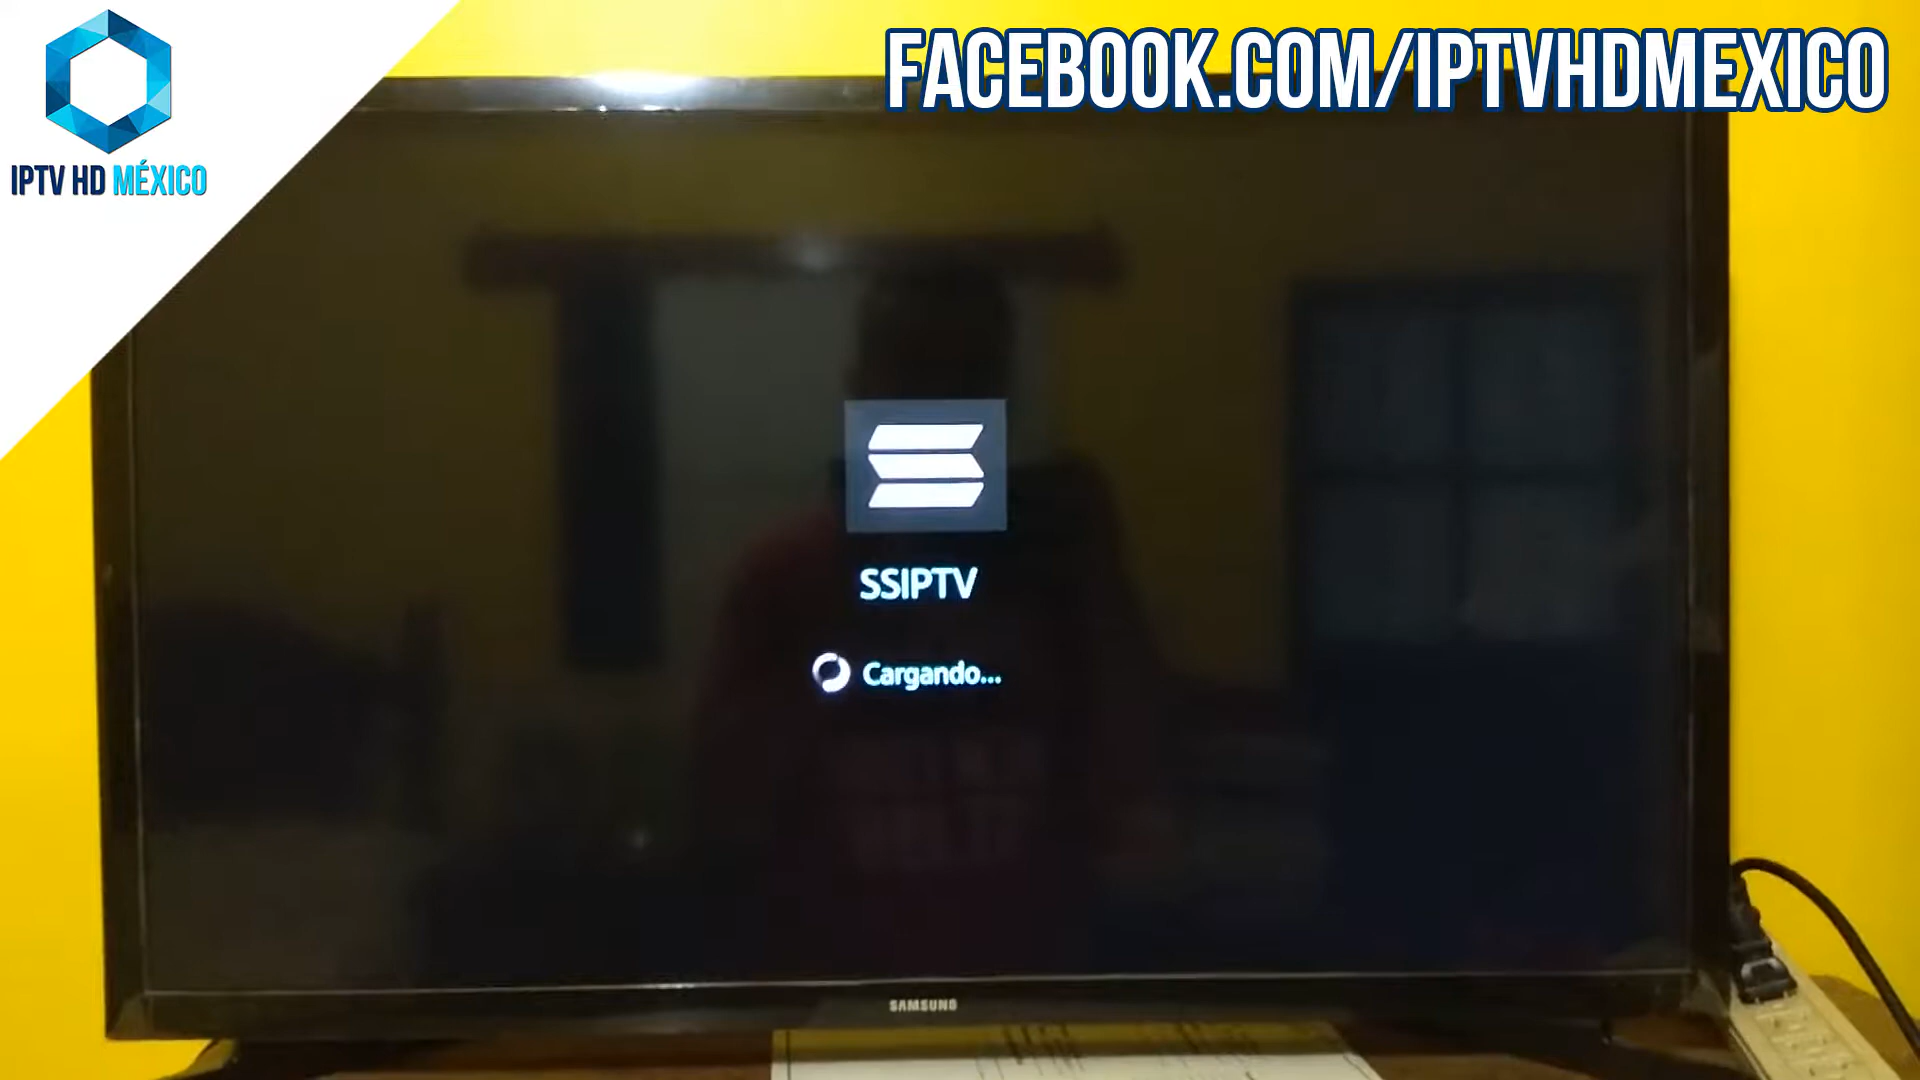 FACEBOOK.COM/IPTVHDMEXICO
IPTV HD MÉXICO
SSIPTV
Cargando...
SAMSUNG